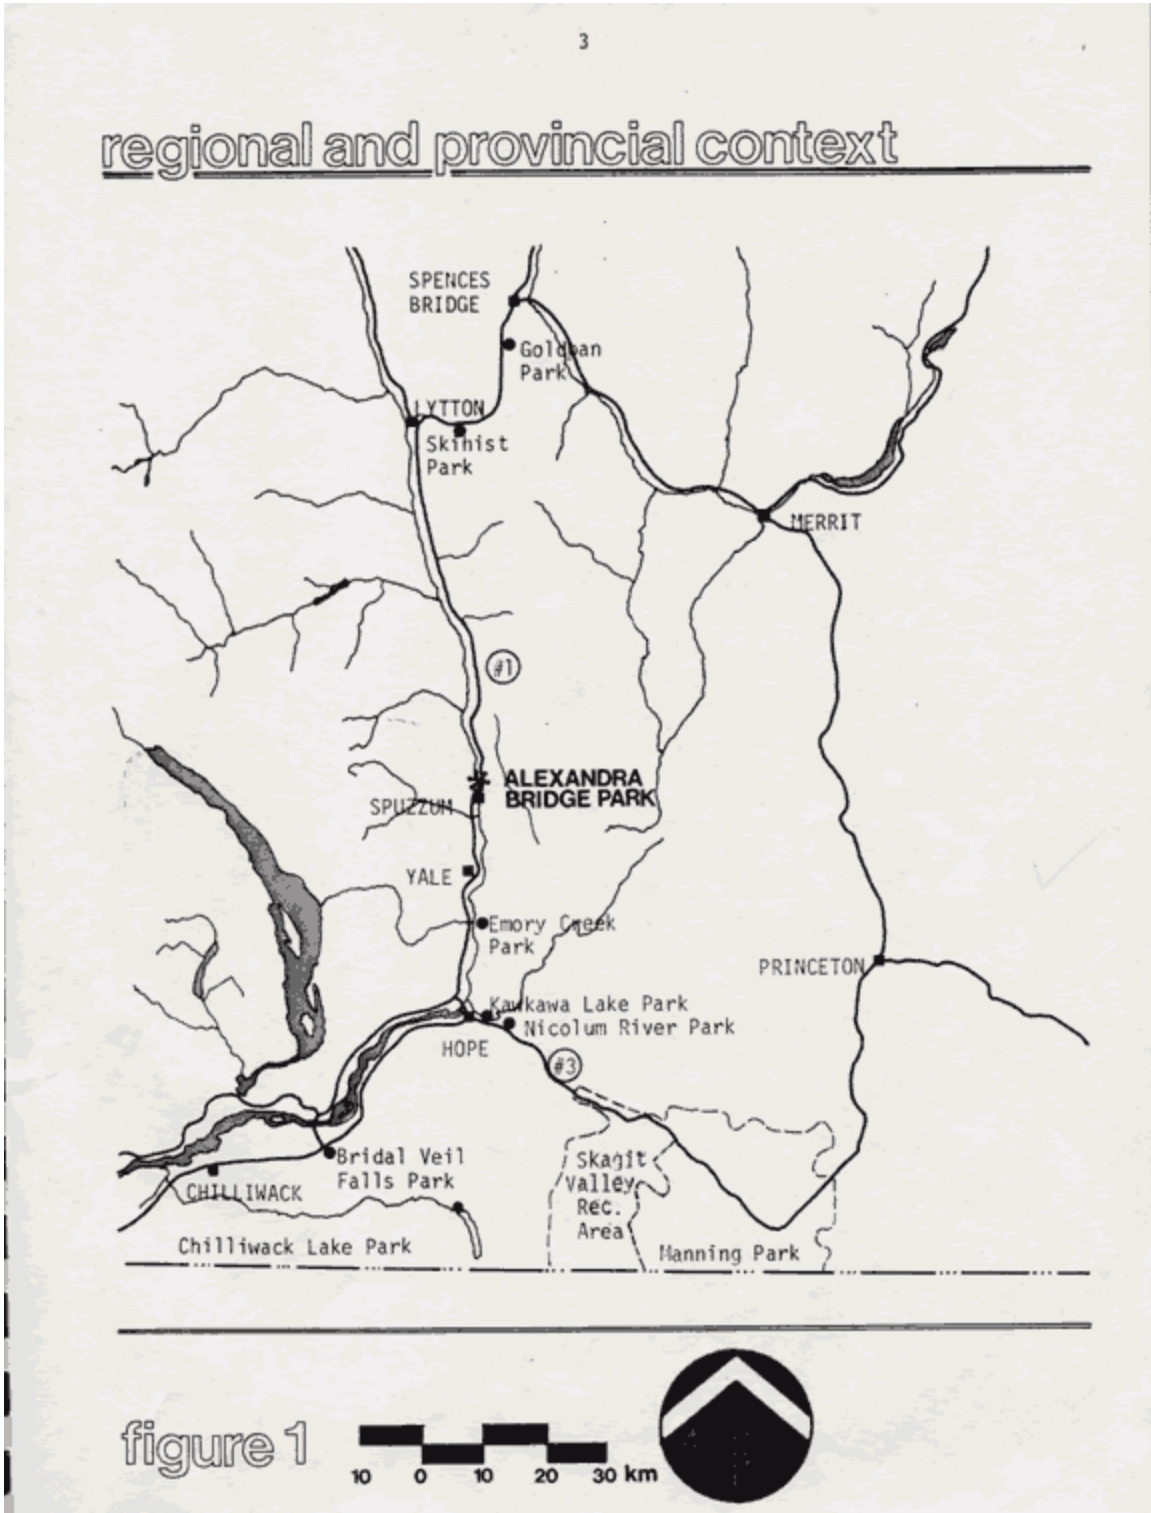 3
regional and provincial context
SPENCES
BRIDGE
Goldpan
Park
LYTTON
Skihist
Park
MERRIT
#1
ALEXANDRA
BRIDGE PARK
SPUZZUM
YALE
Emory Creek
Park
PRINCETON
Kawkawa Lake Park
Nicolum River Park
HOPE
#3
Bridal Veil
Falls Park
Skagit
Valley
Rec.
Area
CHILLIWACK
Chilliwack Lake Park
Manning Park
figure 1
10 0 10 20 30 km